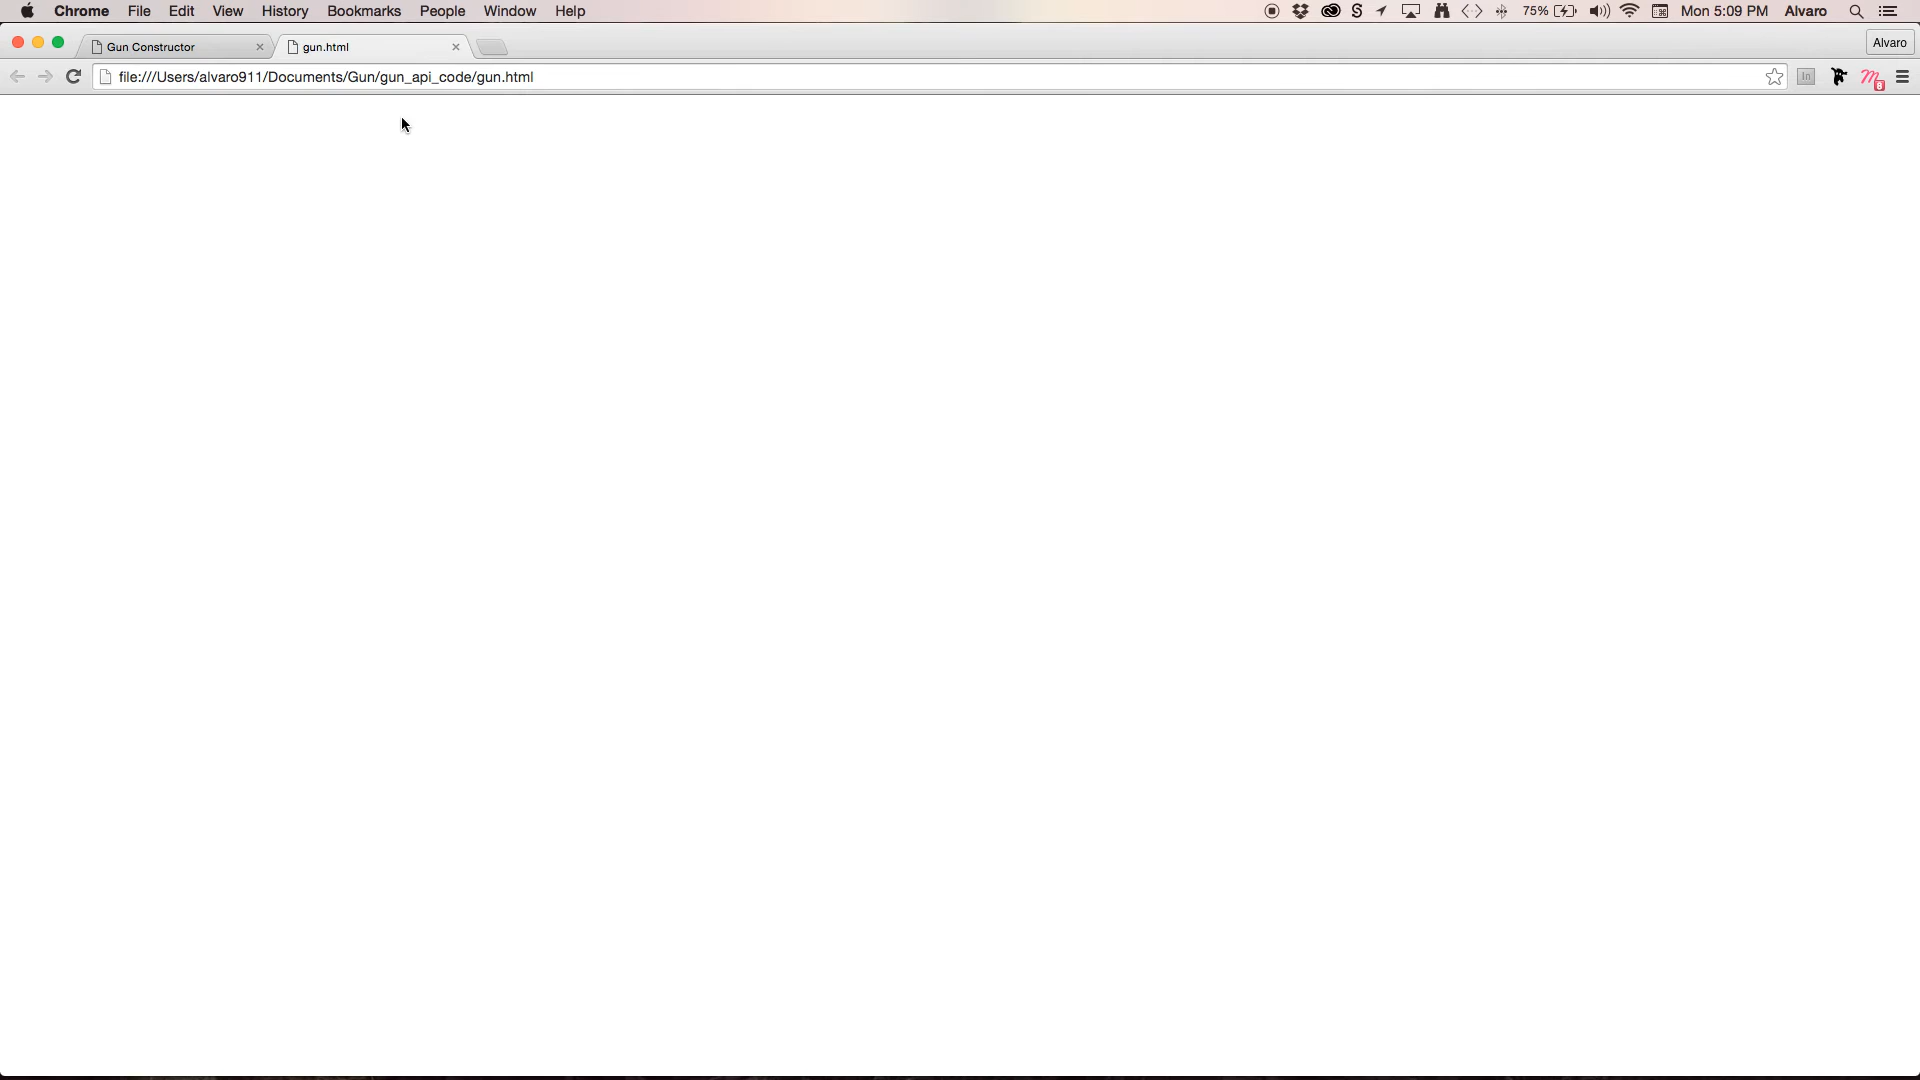 Chrome File Edit View History Bookmarks People Window Help 75% Mon 5:09 PM Alvaro
Gun Constructor gun.html Alvaro
file:///Users/alvaro911/Documents/Gun/gun_api_code/gun.html